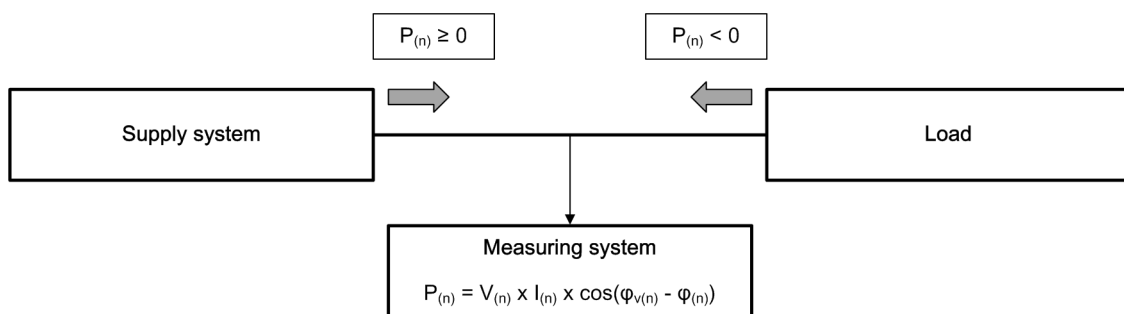 P(n) ≥ 0
P(n) < 0
Supply system
Load
Measuring system
P(n) = V(n) x I(n) x cos(φv(n) - φ(n))